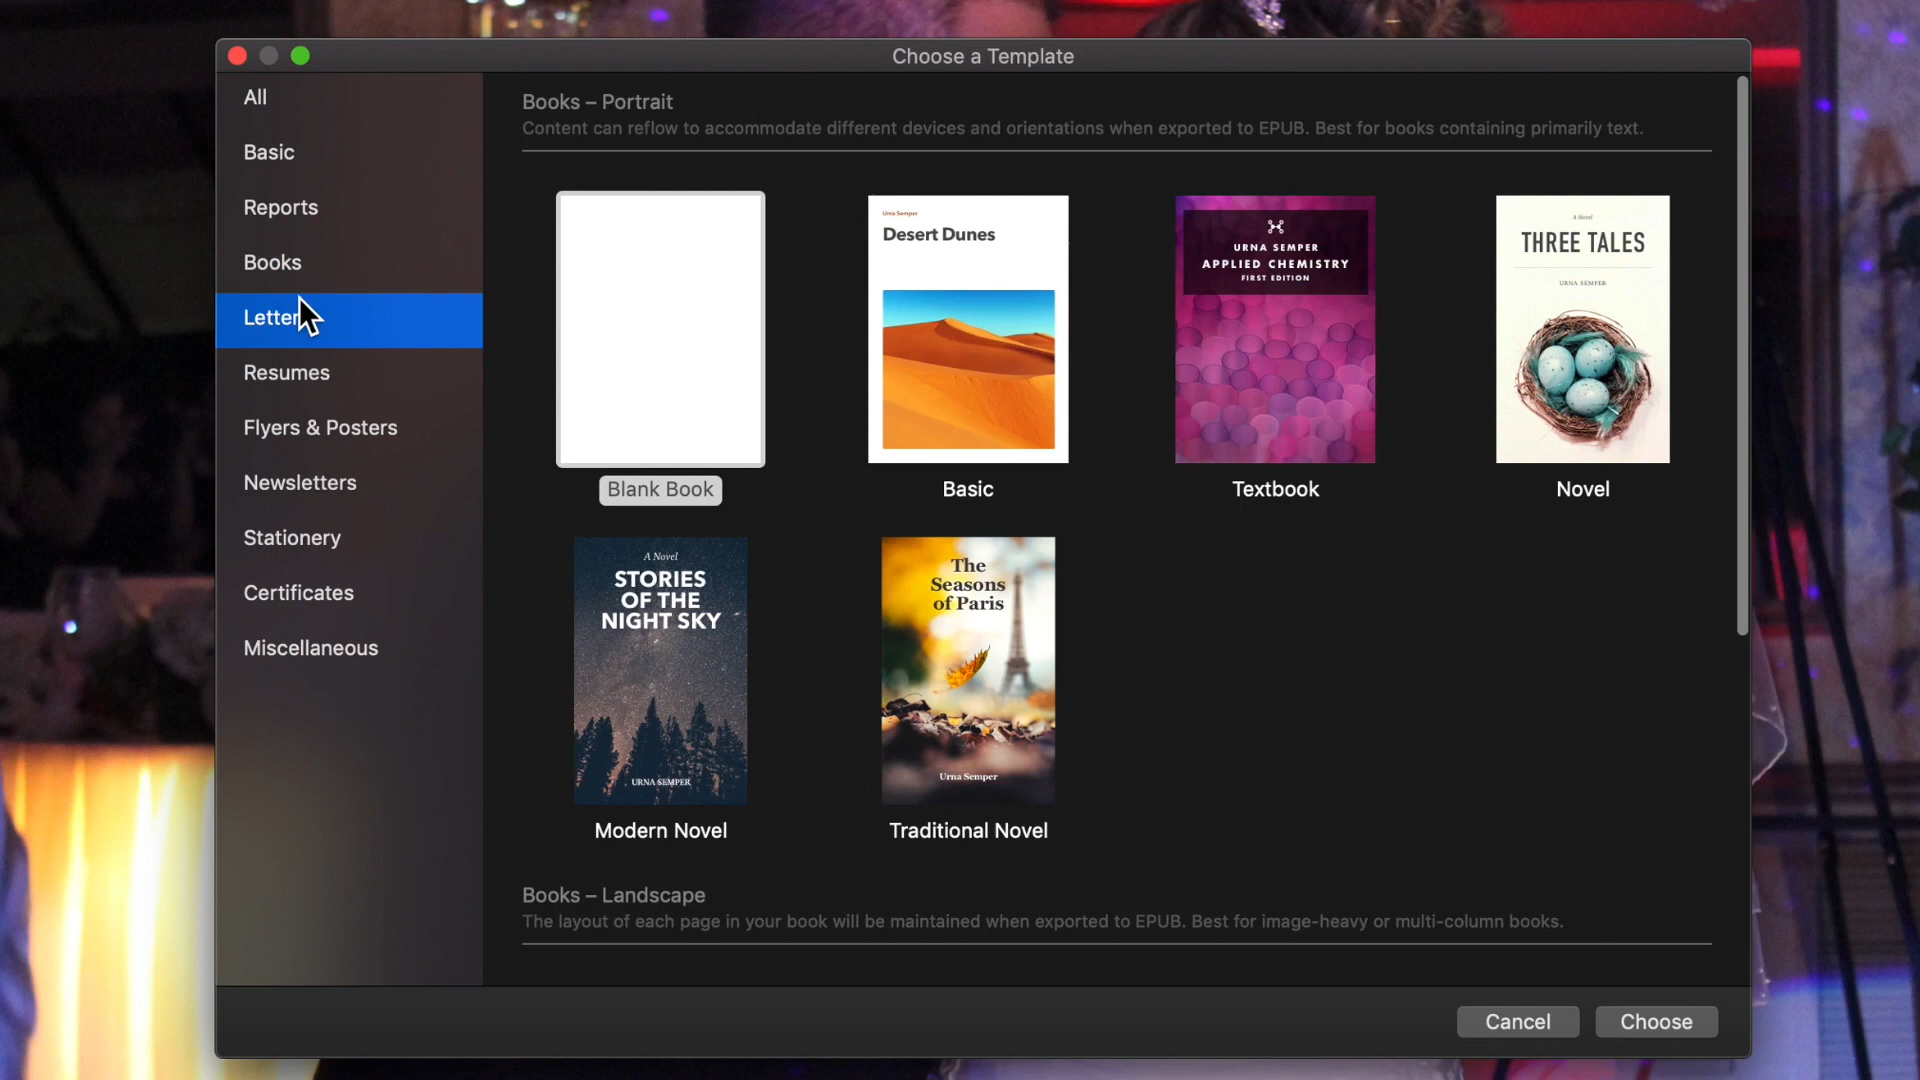 Choose a Template
All
Basic
Reports
Books
Letter
Resumes
Flyers & Posters
Newsletters
Stationery
Certificates
Miscellaneous
Books – Portrait
Content can reflow to accommodate different devices and orientations when exported to EPUB. Best for books containing primarily text.
Urna Semper
Desert Dunes
URNA SEMPER
APPLIED CHEMISTRY
FIRST EDITION
A Novel
THREE TALES
URNA SEMPER
Blank Book
Basic
Textbook
Novel
A Novel
STORIES
OF THE
NIGHT SKY
URNA SEMPER
The
Seasons
of Paris
Urna Semper
Modern Novel
Traditional Novel
Books – Landscape
The layout of each page in your book will be maintained when exported to EPUB. Best for image-heavy or multi-column books.
Cancel
Choose